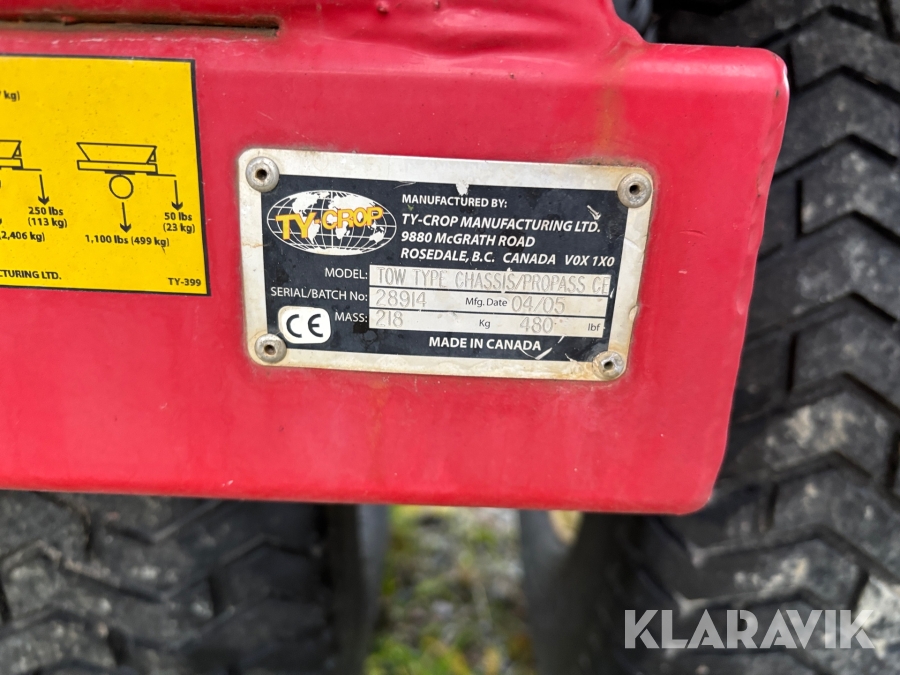 kg)
250 lbs
(113 kg)
50 lbs
(23 kg)
2,406 kg)
1,100 lbs (499 kg)
TURING LTD.
TY-399
TY-CROP
MANUFACTURED BY:
TY-CROP MANUFACTURING LTD.
9880 McGRATH ROAD
ROSEDALE, B.C. CANADA V0X 1X0
MODEL: TOW TYPE CHASSIS/PROPASS CE
SERIAL/BATCH No: 28914 Mfg. Date 04/05
CE MASS: 218 Kg 480 lbf
MADE IN CANADA
KLARAVIK